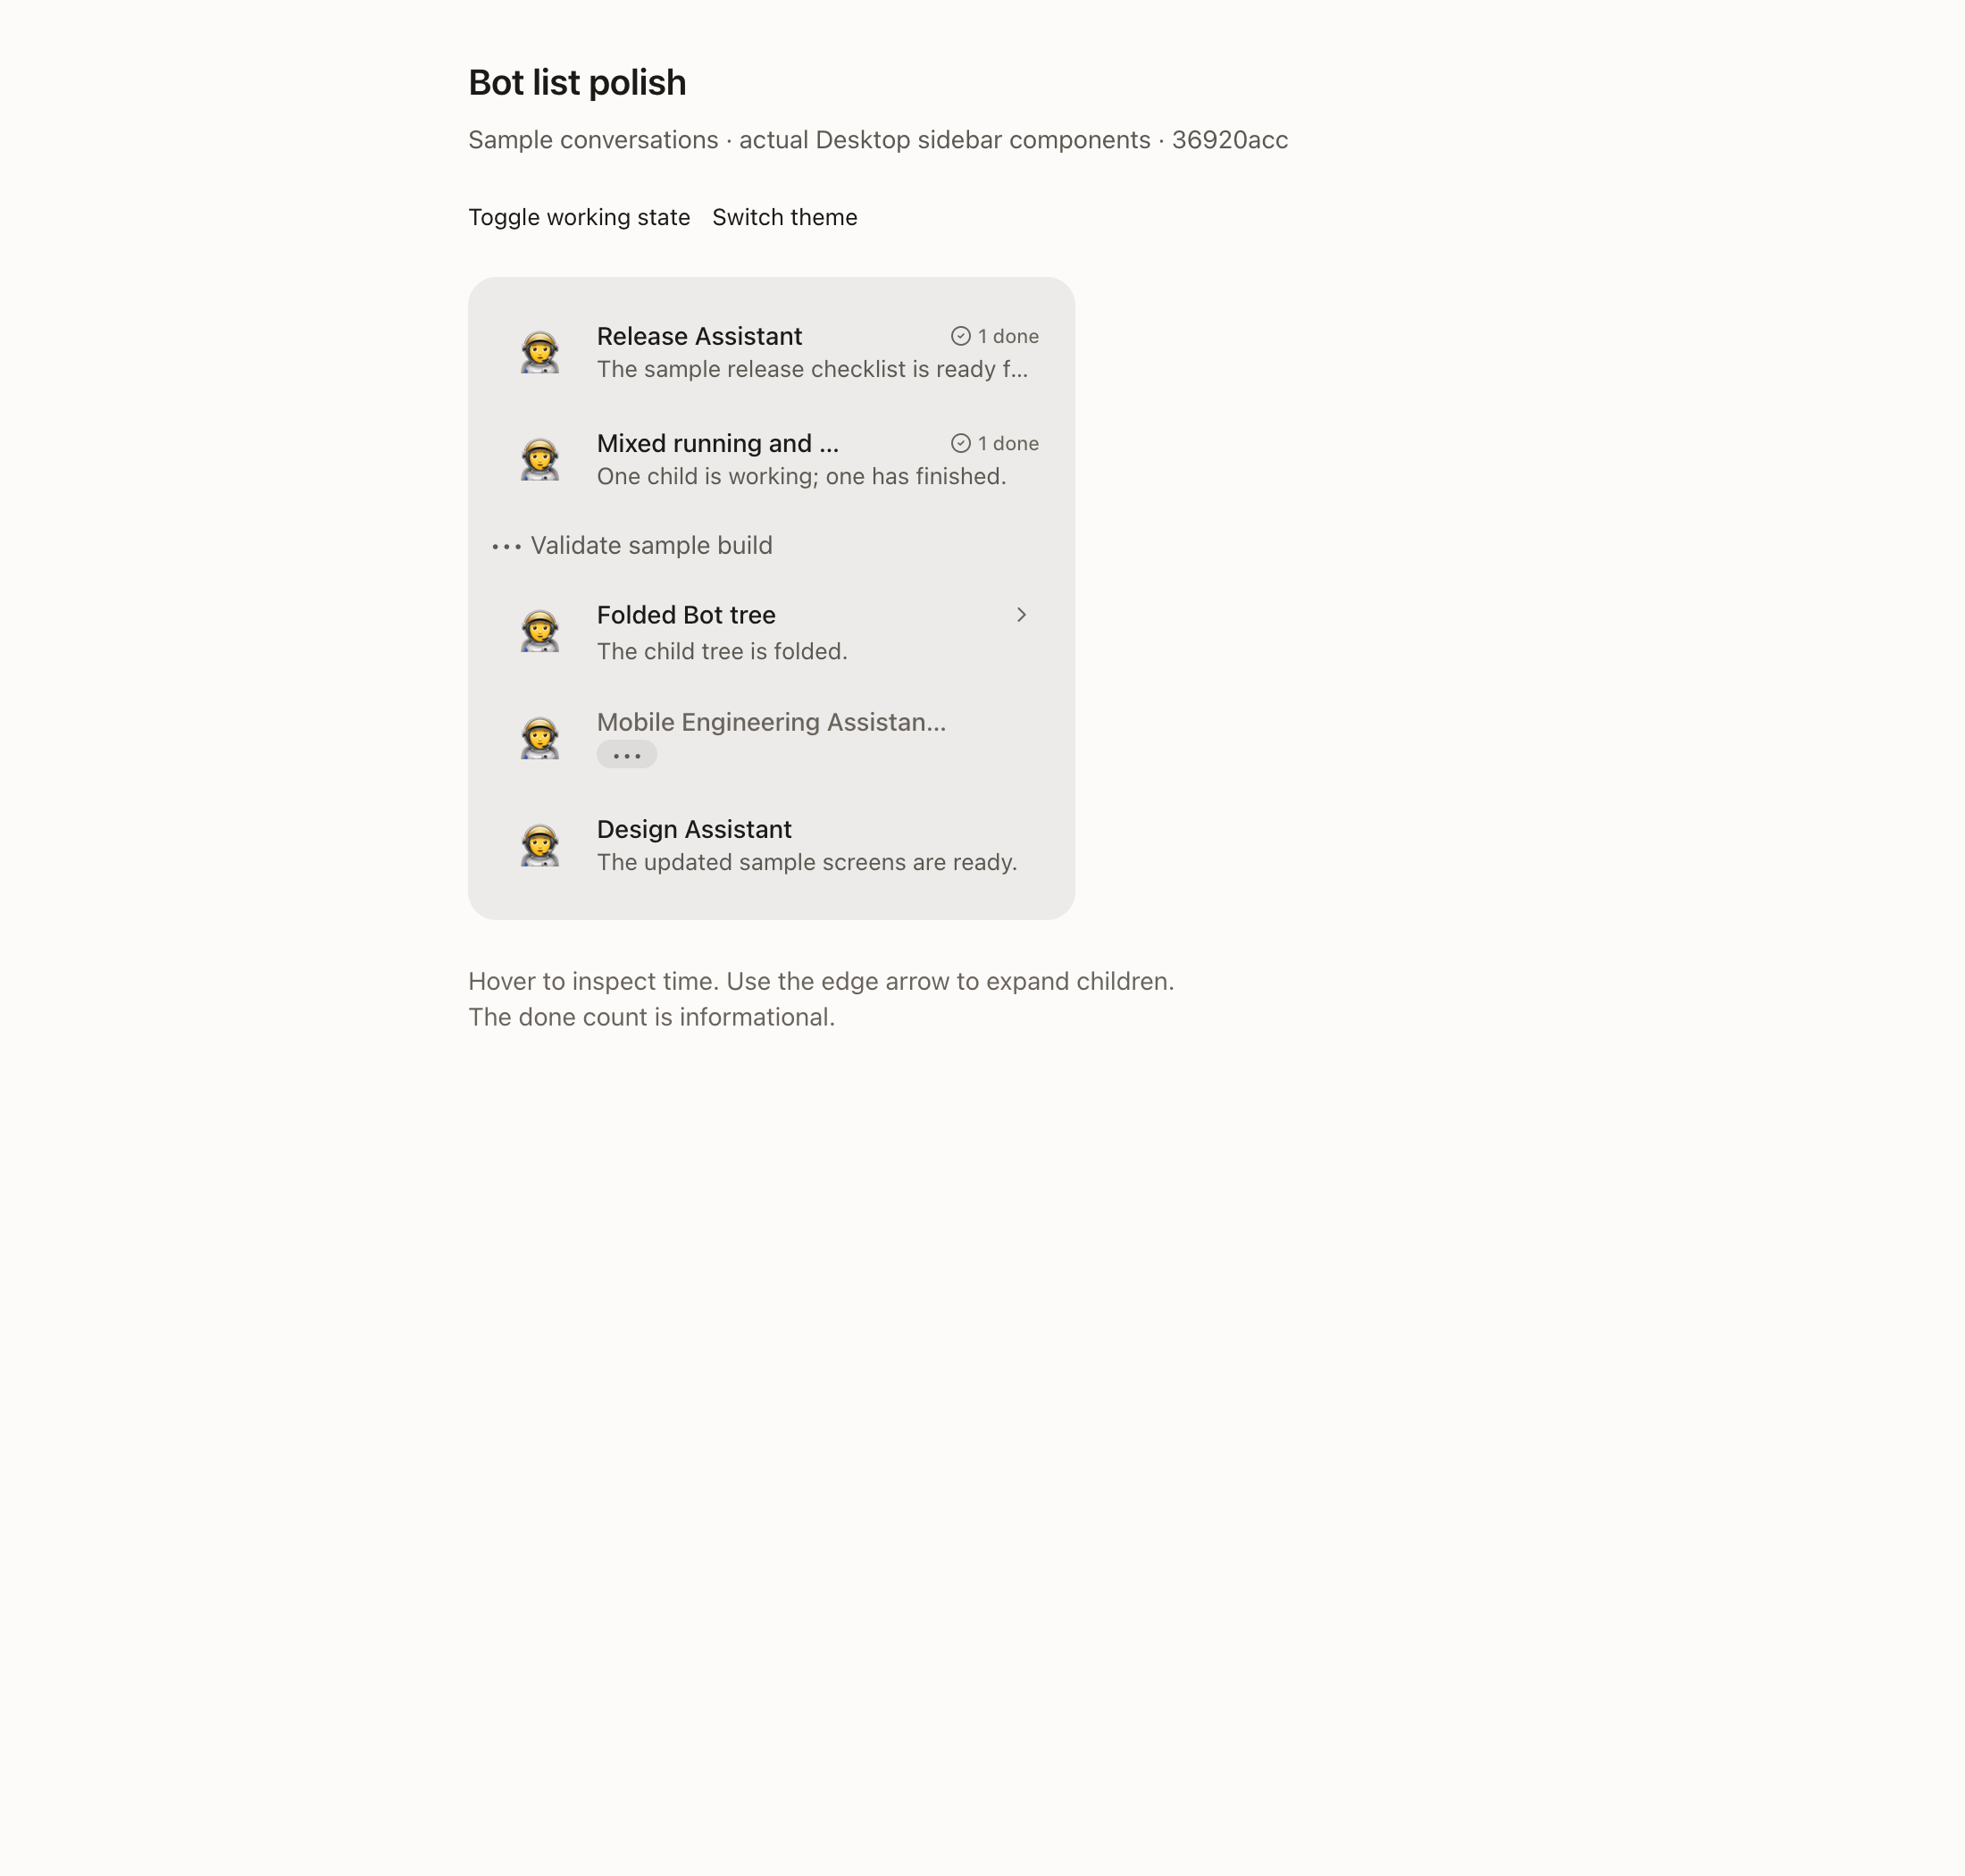 Bot list polish
Sample conversations · actual Desktop sidebar components · 36920acc
Toggle working state Switch theme
Release Assistant 1 done
The sample release checklist is ready f...
Mixed running and ... 1 done
One child is working; one has finished.
Validate sample build
Folded Bot tree
The child tree is folded.
Mobile Engineering Assistan...
Design Assistant
The updated sample screens are ready.
Hover to inspect time. Use the edge arrow to expand children.
The done count is informational.